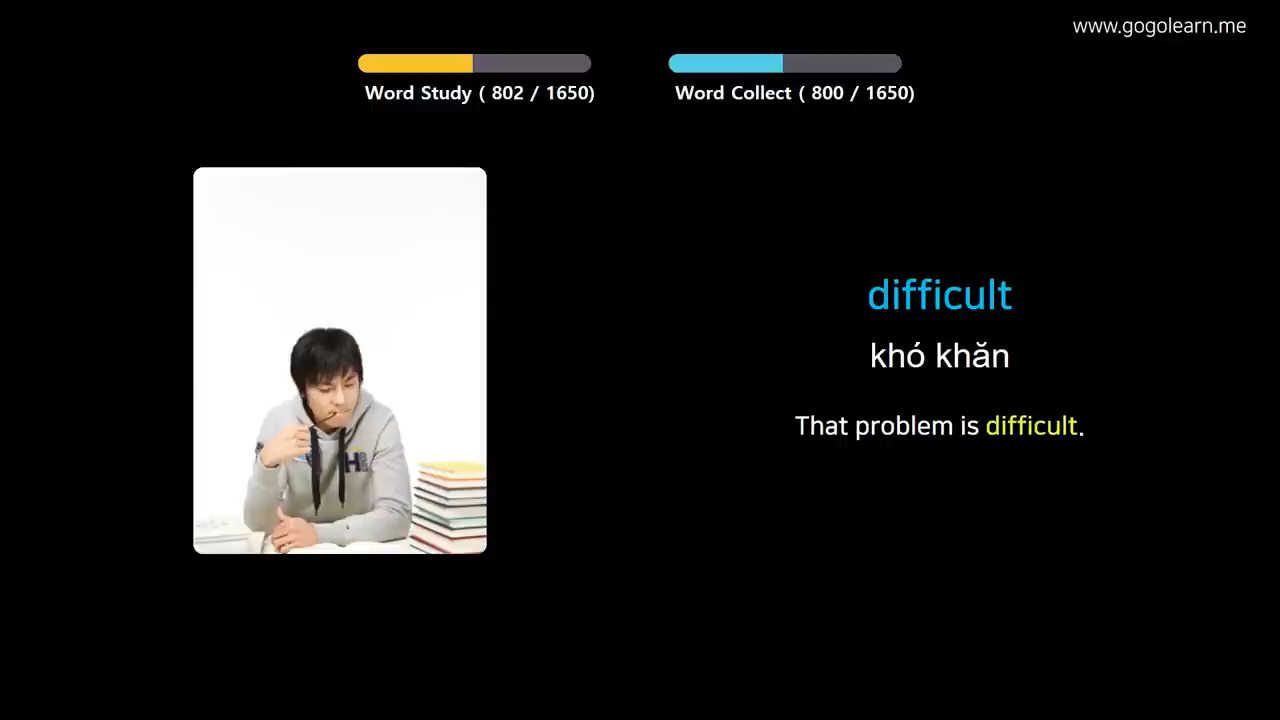 www.gogolearn.me
Word Study ( 802 / 1650)
Word Collect ( 800 / 1650)
difficult
khó khăn
That problem is difficult.
H